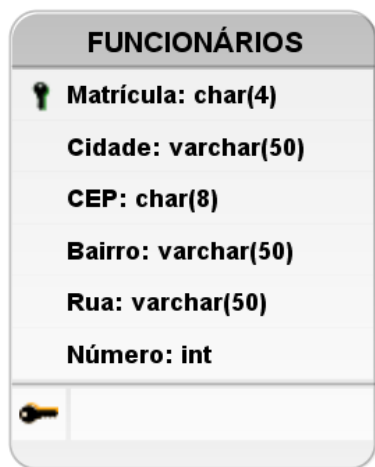 FUNCIONÁRIOS
Matrícula: char(4)
Cidade: varchar(50)
CEP: char(8)
Bairro: varchar(50)
Rua: varchar(50)
Número: int